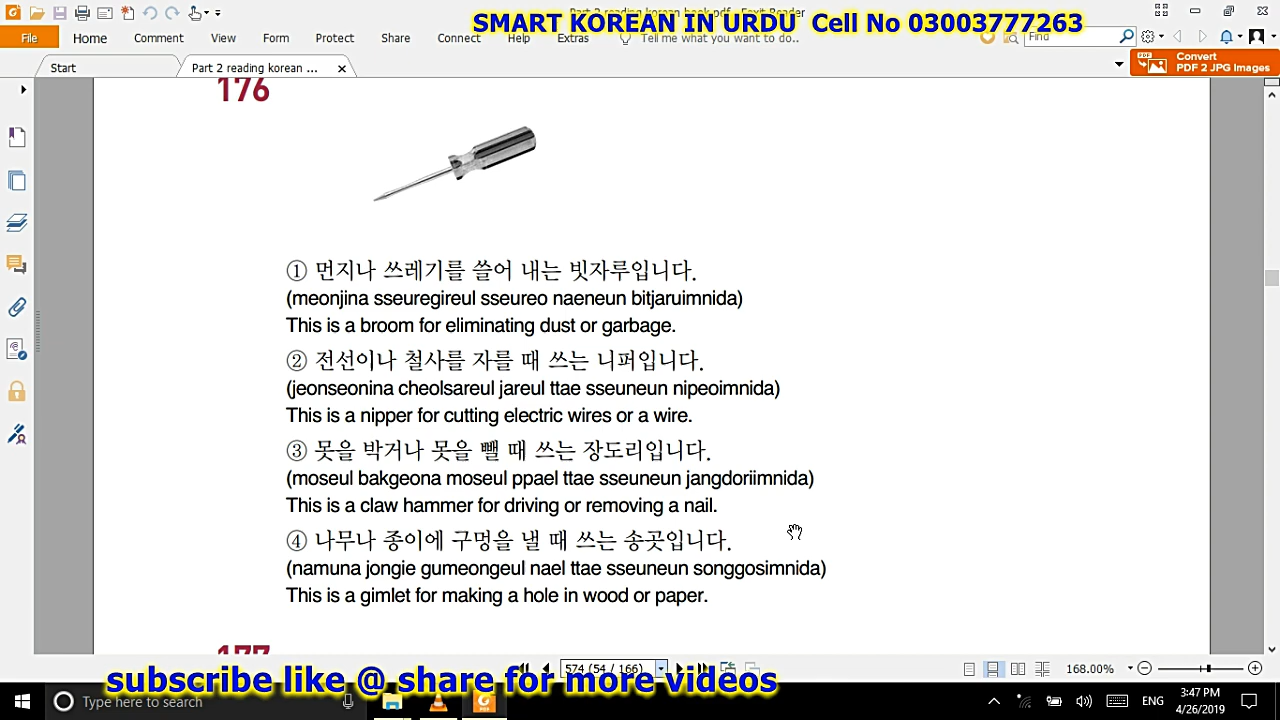 SMART KOREAN IN URDU Cell No 03003777263
File Home Comment View Form Protect Share Connect Help Extras Tell me what you want to do.. Find
Start Part 2 reading korean ...
Convert
PDF 2 JPG Images
176
① 먼지나 쓰레기를 쓸어 내는 빗자루입니다.
(meonjina sseuregireul sseureo naeneun bitjaruimnida)
This is a broom for eliminating dust or garbage.
② 전선이나 철사를 자를 때 쓰는 니퍼입니다.
(jeonseonina cheolsareul jareul ttae sseuneun nipeoimnida)
This is a nipper for cutting electric wires or a wire.
③ 못을 박거나 못을 뺄 때 쓰는 장도리입니다.
(moseul bakgeona moseul ppael ttae sseuneun jangdoriimnida)
This is a claw hammer for driving or removing a nail.
④ 나무나 종이에 구멍을 낼 때 쓰는 송곳입니다.
(namuna jongie gumeongeul nael ttae sseuneun songgosimnida)
This is a gimlet for making a hole in wood or paper.
177
574 (54 / 166) 168.00%
subscribe like @ share for more videos
Type here to search
ENG
3:47 PM
4/26/2019